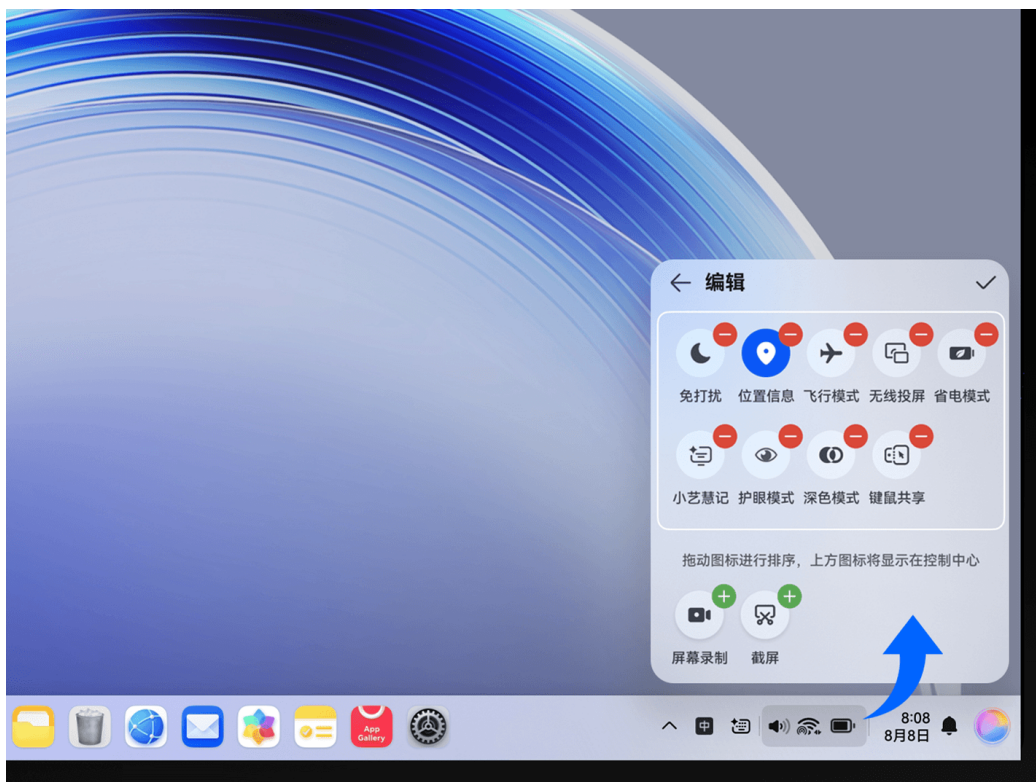 编辑
免打扰 位置信息 飞行模式 无线投屏 省电模式
小艺慧记 护眼模式 深色模式 键鼠共享
拖动图标进行排序，上方图标将显示在控制中心
屏幕录制 截屏
App
Gallery
中
8:08
8月8日